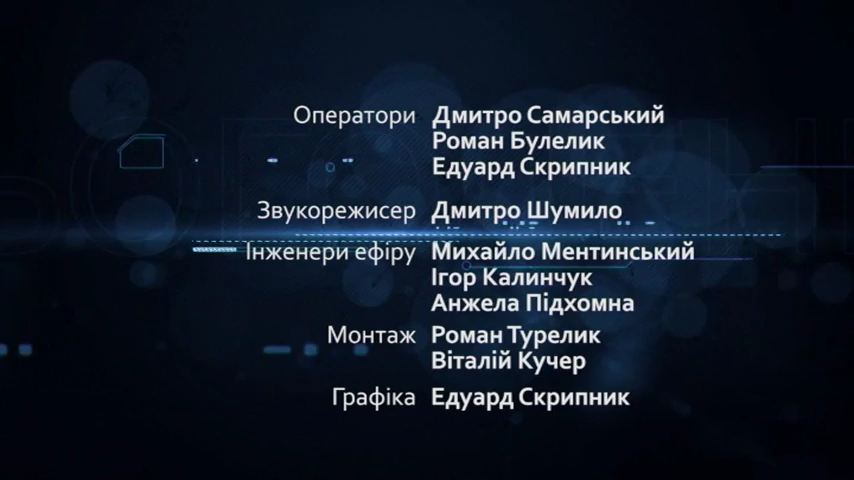 Оператори Дмитро Самарський
Роман Булелик
Едуард Скрипник
Звукорежисер Дмитро Шумило
Інженери ефіру Михайло Ментинський
Ігор Калинчук
Анжела Підхомна
Монтаж Роман Турелик
Віталій Кучер
Графіка Едуард Скрипник